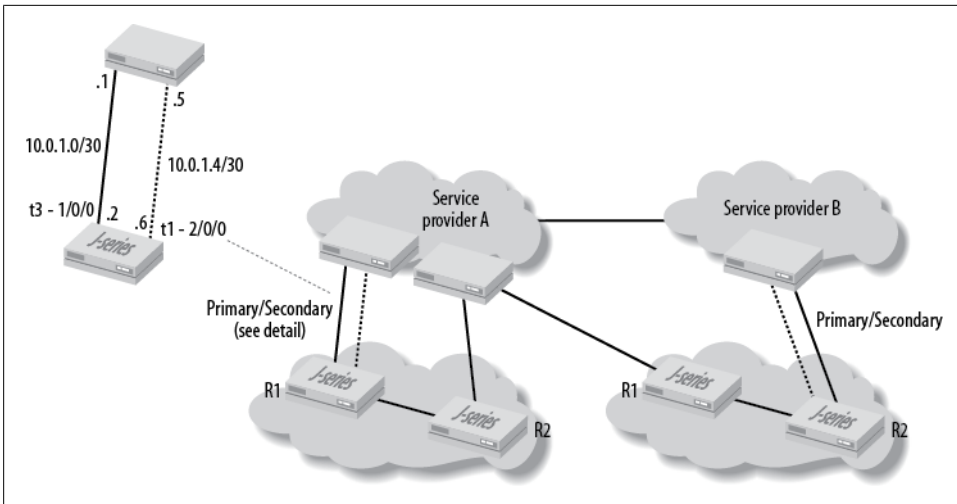 .1
.5
10.0.1.0/30
10.0.1.4/30
t3 - 1/0/0
.2
.6
t1 - 2/0/0
J-series
Service
provider A
Service provider B
Primary/Secondary
(see detail)
Primary/Secondary
R1
J-series
J-series
R2
R1
J-series
J-series
R2